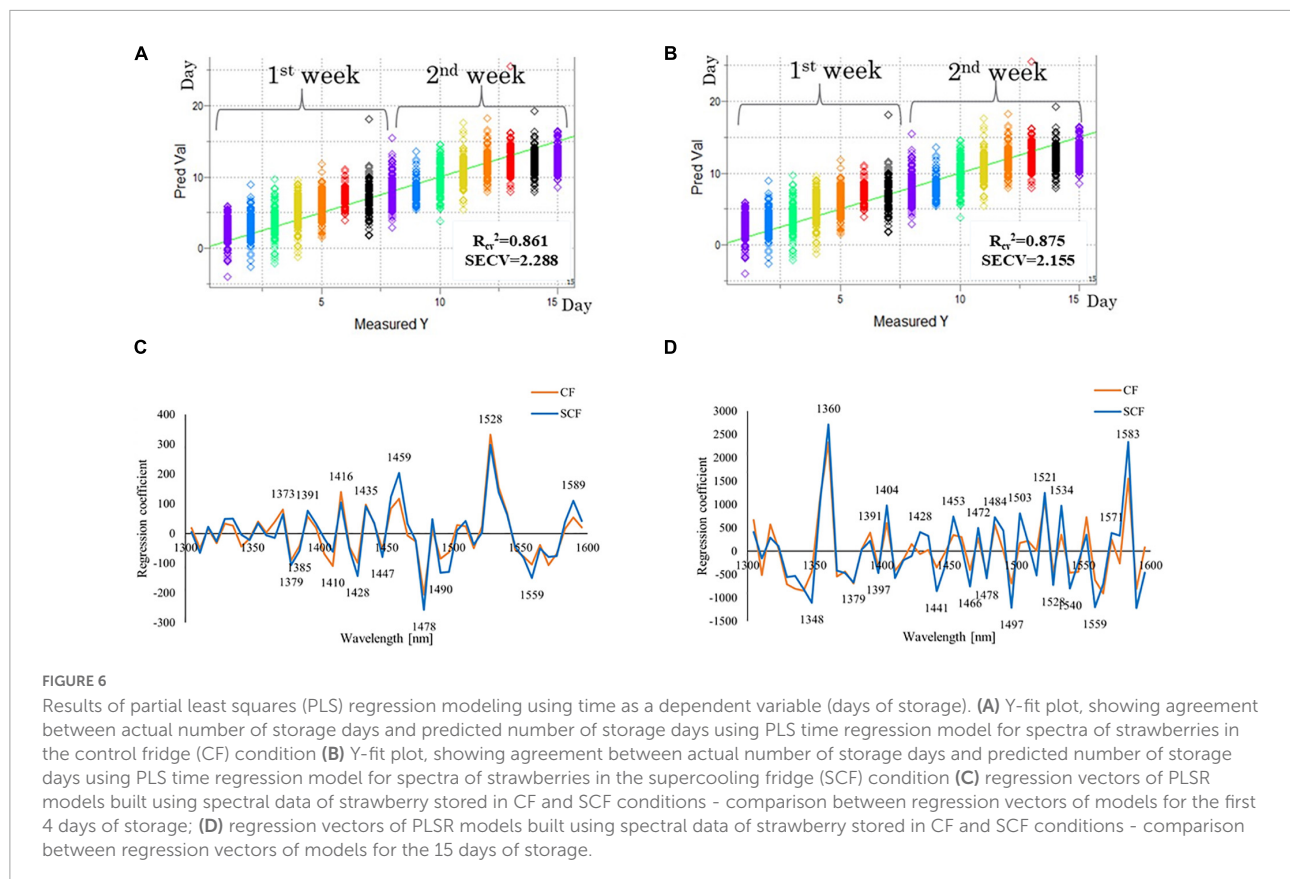 A
Day
1st week
2nd week
20
10
0
Pred Val
Rcv2=0.861
SECV=2.288
5
10
15
Day
Measured Y
B
Day
1st week
2nd week
20
10
0
Pred Val
Rcv2=0.875
SECV=2.155
5
10
15
Day
Measured Y
C
CF
SCF
400
300
200
100
0
-100
-200
-300
Regression coefficient
1528
1459
1416
1589
1373
1391
1435
1300
1350
1400
1450
1500
1550
1600
1385
1379
1447
1410
1428
1490
1559
1478
Wavelength [nm]
D
CF
SCF
3000
2500
2000
1500
1000
500
0
-500
-1000
-1500
Regression coefficient
1360
1583
1521
1404
1534
1503
1453
1484
1428
1472
1391
1571
1300
1350
1400
1450
1500
1550
1600
1397
1379
1478
1466
1441
1528
1540
1348
1497
1559
Wavelength [nm]
FIGURE 6
Results of partial least squares (PLS) regression modeling using time as a dependent variable (days of storage). (A) Y-fit plot, showing agreement
between actual number of storage days and predicted number of storage days using PLS time regression model for spectra of strawberries in
the control fridge (CF) condition (B) Y-fit plot, showing agreement between actual number of storage days and predicted number of storage
days using PLS time regression model for spectra of strawberries in the supercooling fridge (SCF) condition (C) regression vectors of PLSR
models built using spectral data of strawberry stored in CF and SCF conditions - comparison between regression vectors of models for the first
4 days of storage; (D) regression vectors of PLSR models built using spectral data of strawberry stored in CF and SCF conditions - comparison
between regression vectors of models for the 15 days of storage.